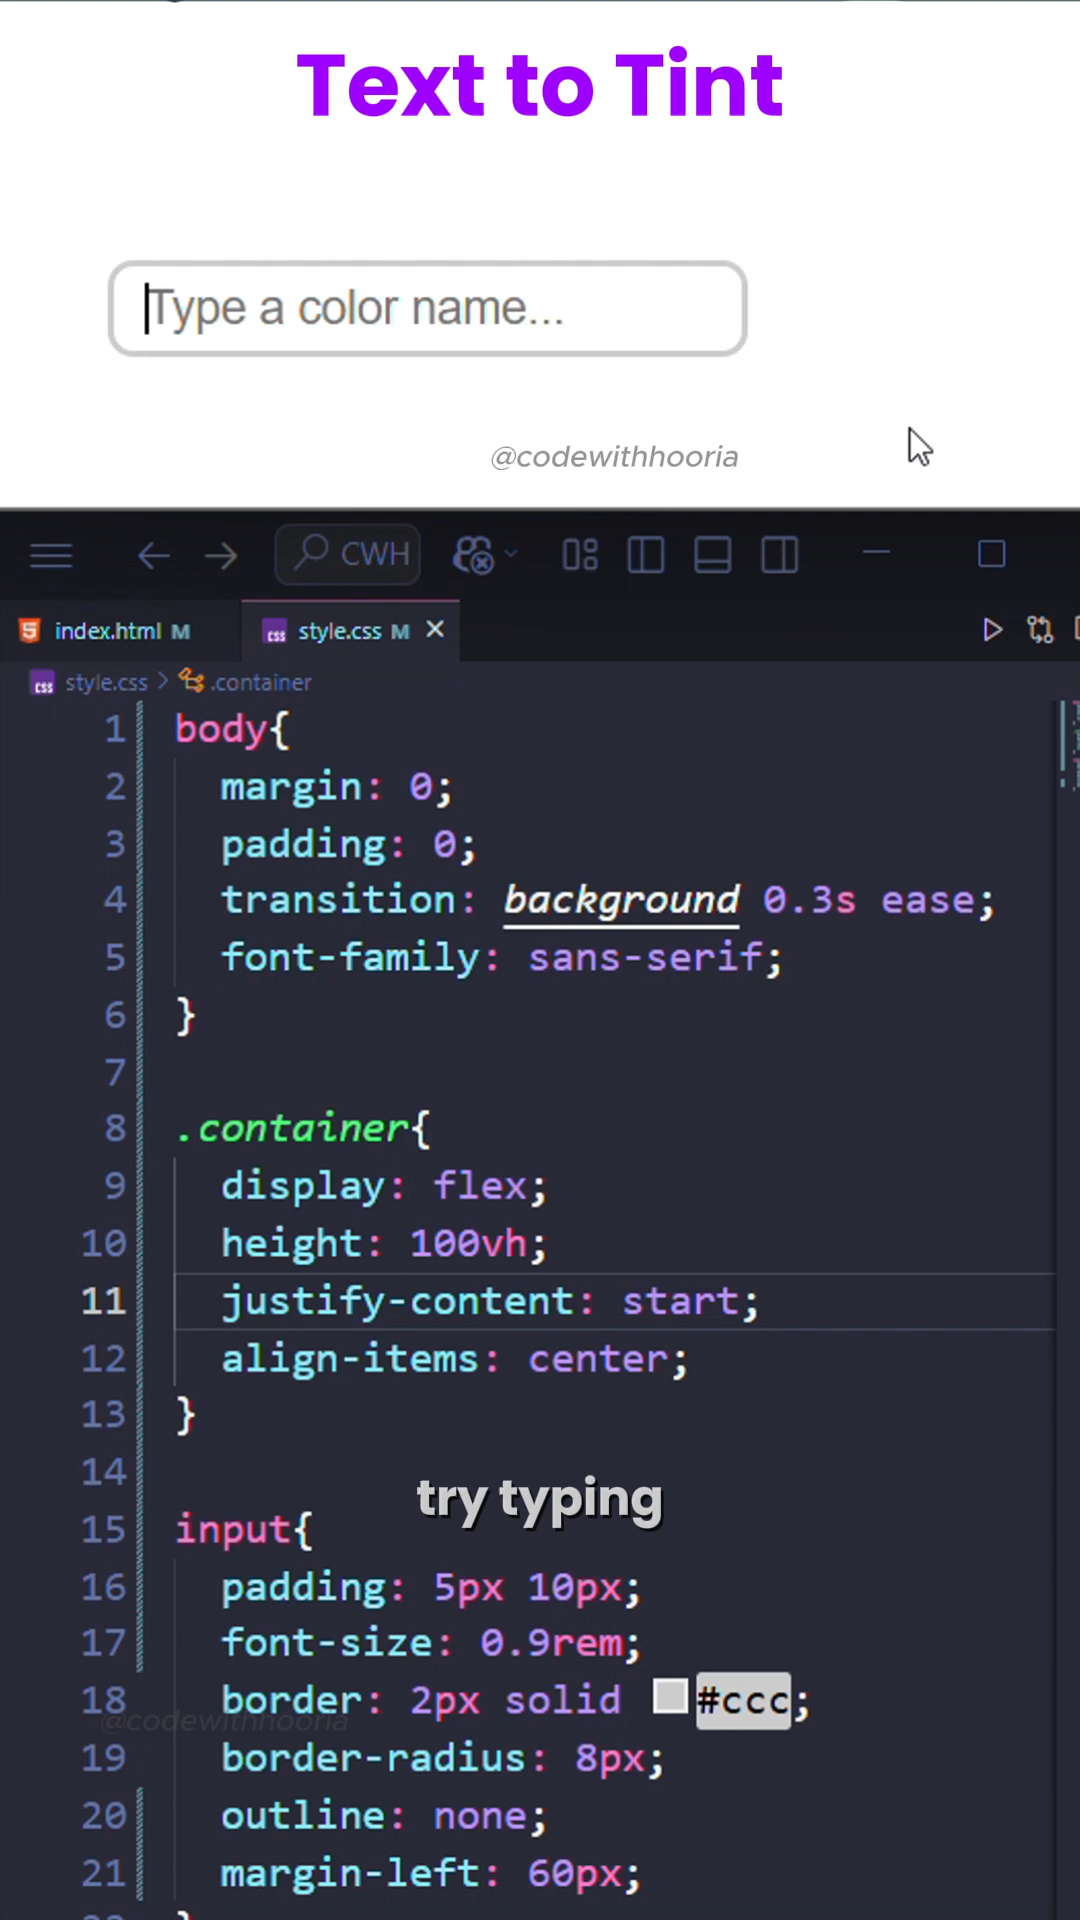 Text to Tint
Type a color name...
@codewithhooria
CWH
index.html M
style.css M
style.css > .container
1 body{
2 margin: 0;
3 padding: 0;
4 transition: background 0.3s ease;
5 font-family: sans-serif;
6 }
7
8 .container{
9 display: flex;
10 height: 100vh;
11 justify-content: start;
12 align-items: center;
13 }
14
try typing
15 input{
16 padding: 5px 10px;
17 font-size: 0.9rem;
18 border: 2px solid #ccc;
@codewithhooria
19 border-radius: 8px;
20 outline: none;
21 margin-left: 60px;